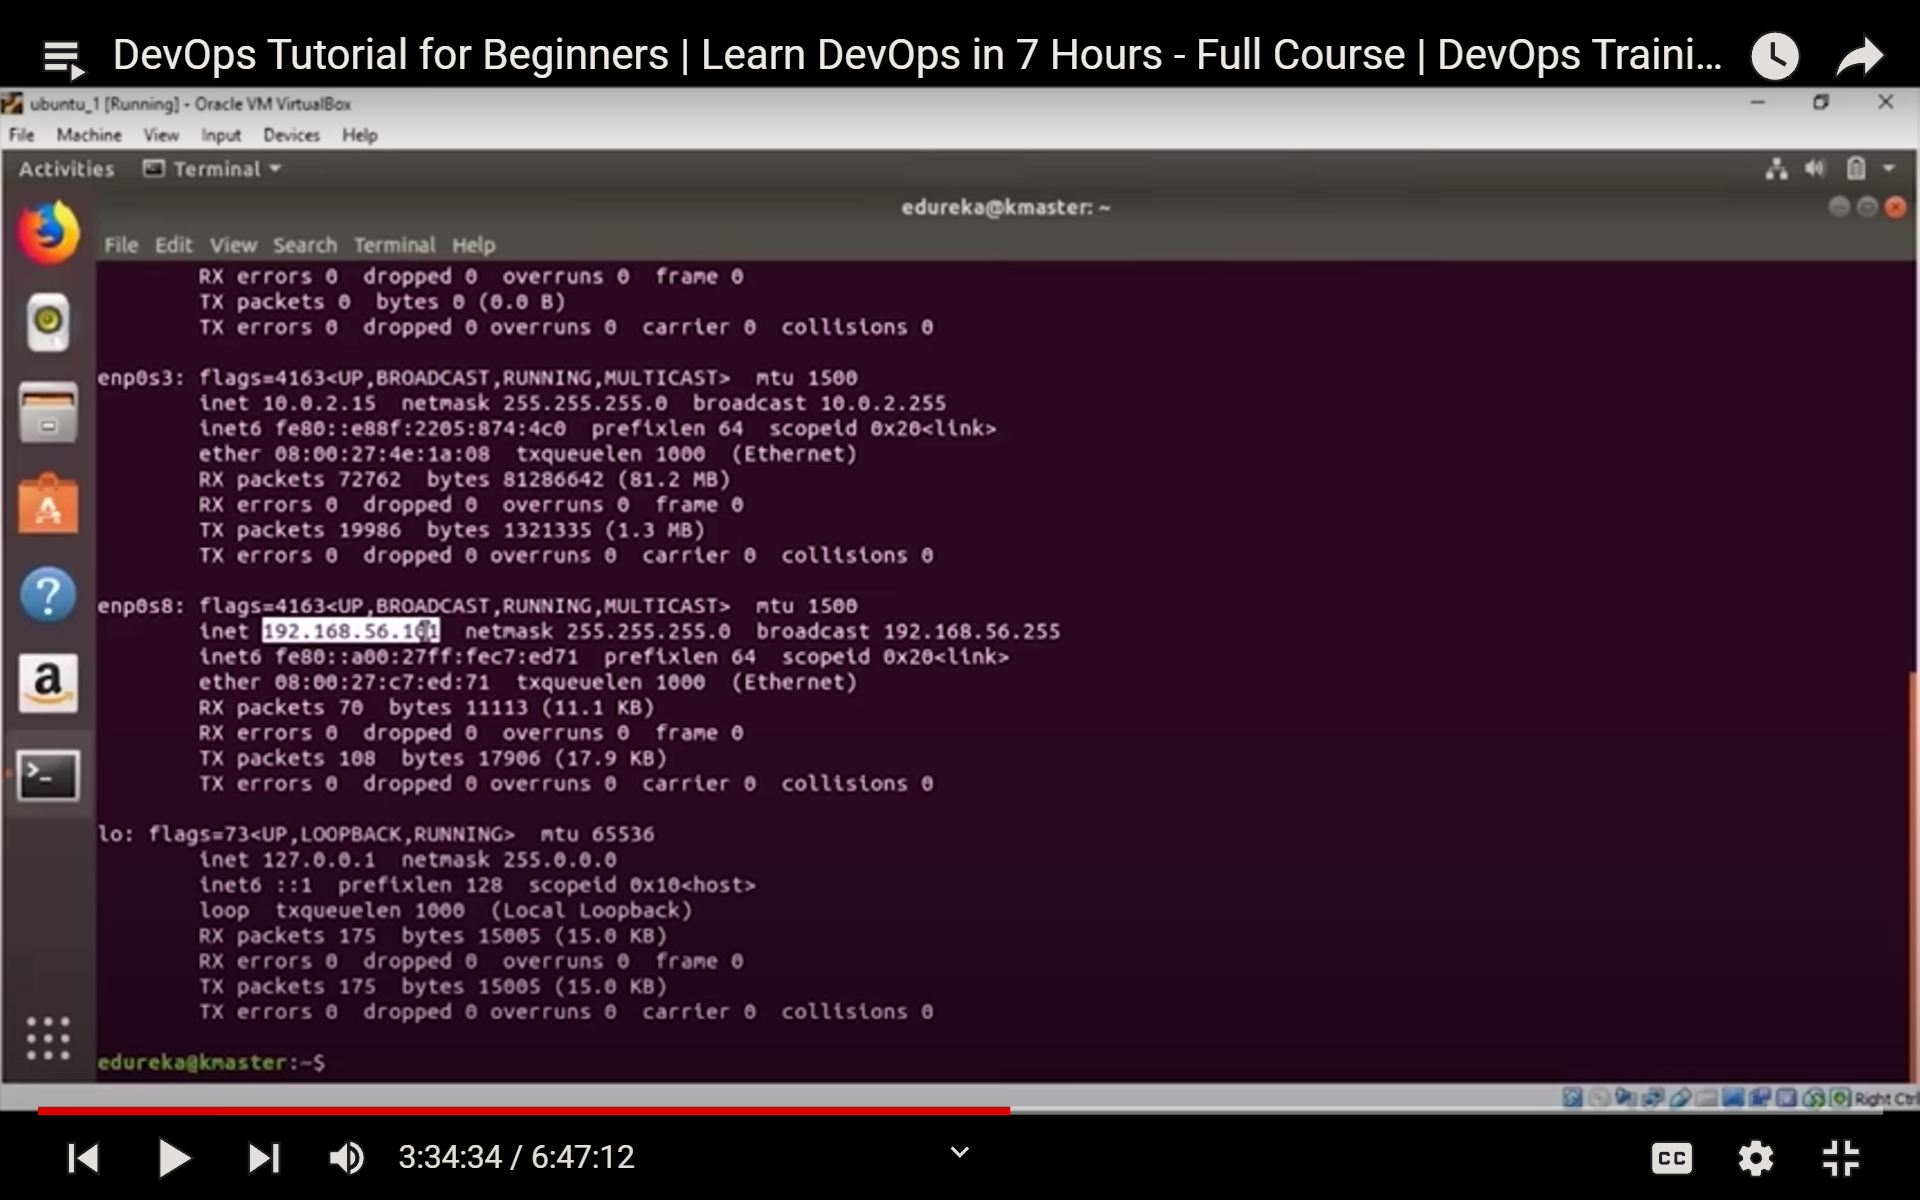 DevOps Tutorial for Beginners | Learn DevOps in 7 Hours - Full Course | DevOps Traini...
ubuntu_1 [Running] - Oracle VM VirtualBox
File Machine View Input Devices Help
Activities Terminal
edureka@kmaster: ~
File Edit View Search Terminal Help
RX errors 0 dropped 0 overruns 0 frame 0
TX packets 0 bytes 0 (0.0 B)
TX errors 0 dropped 0 overruns 0 carrier 0 collisions 0
enp0s3: flags=4163<UP,BROADCAST,RUNNING,MULTICAST> mtu 1500
inet 10.0.2.15 netmask 255.255.255.0 broadcast 10.0.2.255
inet6 fe80::e88f:2205:874:4c0 prefixlen 64 scopeid 0x20<link>
ether 08:00:27:4e:1a:08 txqueuelen 1000 (Ethernet)
RX packets 72762 bytes 81286642 (81.2 MB)
RX errors 0 dropped 0 overruns 0 frame 0
TX packets 19986 bytes 1321335 (1.3 MB)
TX errors 0 dropped 0 overruns 0 carrier 0 collisions 0
enp0s8: flags=4163<UP,BROADCAST,RUNNING,MULTICAST> mtu 1500
inet 192.168.56.101 netmask 255.255.255.0 broadcast 192.168.56.255
inet6 fe80::a00:27ff:fec7:ed71 prefixlen 64 scopeid 0x20<link>
ether 08:00:27:c7:ed:71 txqueuelen 1000 (Ethernet)
RX packets 70 bytes 11113 (11.1 KB)
RX errors 0 dropped 0 overruns 0 frame 0
TX packets 108 bytes 17906 (17.9 KB)
TX errors 0 dropped 0 overruns 0 carrier 0 collisions 0
lo: flags=73<UP,LOOPBACK,RUNNING> mtu 65536
inet 127.0.0.1 netmask 255.0.0.0
inet6 ::1 prefixlen 128 scopeid 0x10<host>
loop txqueuelen 1000 (Local Loopback)
RX packets 175 bytes 15005 (15.0 KB)
RX errors 0 dropped 0 overruns 0 frame 0
TX packets 175 bytes 15005 (15.0 KB)
TX errors 0 dropped 0 overruns 0 carrier 0 collisions 0
edureka@kmaster:~$
Right Ctrl
3:34:34 / 6:47:12
CC